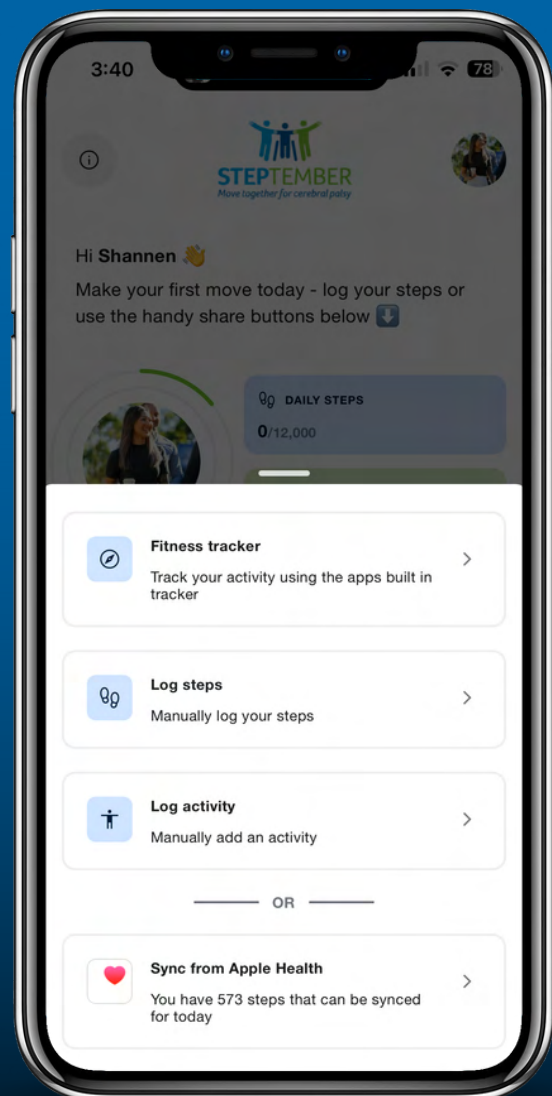 3:40
78
STEPTEMBER
Move together for cerebral palsy
Hi Shannen 👋
Make your first move today - log your steps or
use the handy share buttons below ⬇️
DAILY STEPS
0/12,000
Fitness tracker
Track your activity using the apps built in
tracker
Log steps
Manually log your steps
Log activity
Manually add an activity
OR
Sync from Apple Health
You have 573 steps that can be synced
for today